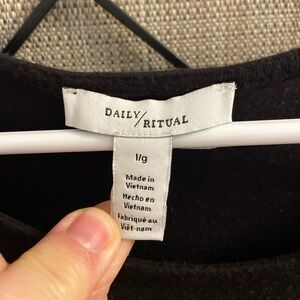 DAILY/RITUAL
l/g
Made in
Vietnam
Hecho en
Vietnam
Fabriqué au
Viêt-nam